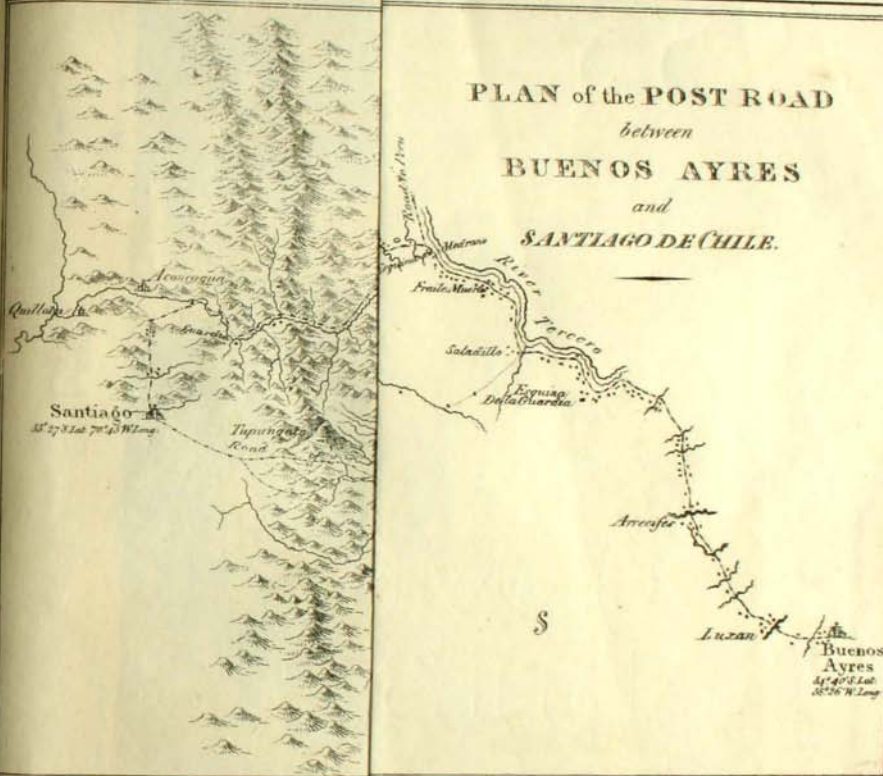 PLAN of the POST ROAD
between
BUENOS AYRES
and
SANTIAGO DE CHILE.
Road to Peru
Medrano
River Tercero
Fraile Muerto
Saladillo
Esquina
De la Guardia
Arrecifes
Luxan
Buenos
Ayres
34° 40' S. Lat.
58° 26' W. Long.
S
Aconcagua
Quillota
Guardia
Santiago
33° 27' S. Lat. 70° 43' W. Long.
Tupungato
Road